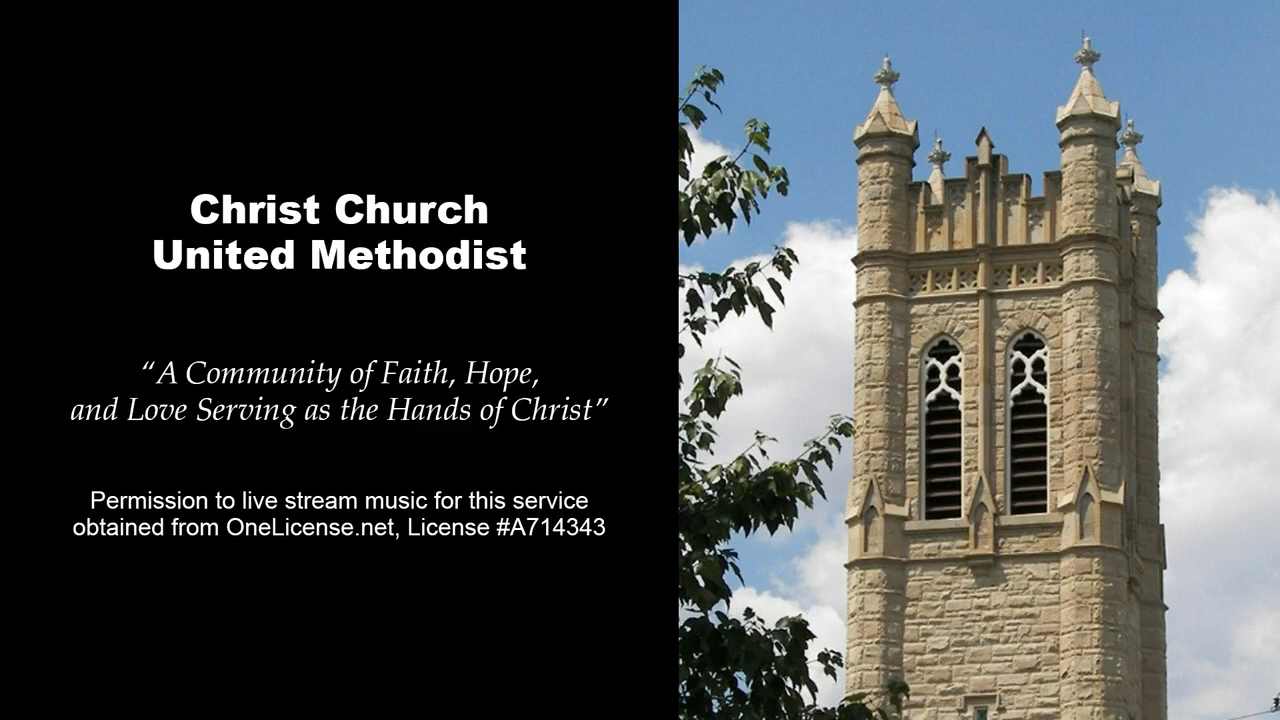 Christ Church
United Methodist
“A Community of Faith, Hope,
and Love Serving as the Hands of Christ”
Permission to live stream music for this service
obtained from OneLicense.net, License #A714343